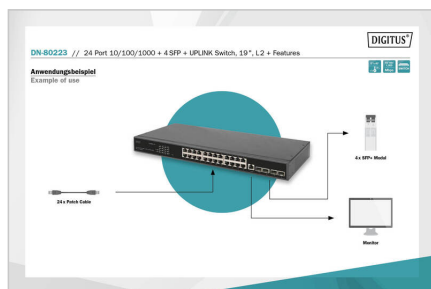 DIGITUS®
DN-80223 // 24 Port 10/100/1000 + 4 SFP + UPLINK Switch, 19", L2 + Features
Anwendungsbeispiel
Example of use
4 x SFP+ Modul
24 x Patch Cable
Monitor